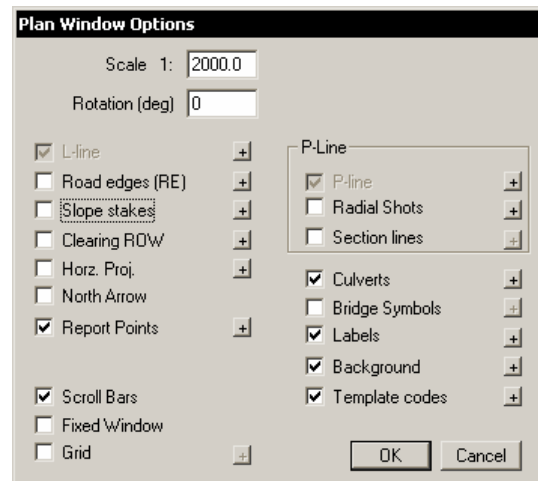 Plan Window Options
Scale 1: 2000.0
Rotation (deg) 0
L-line +
Road edges (RE) +
Slope stakes +
Clearing ROW +
Horz. Proj. +
North Arrow
Report Points +
Scroll Bars
Fixed Window
Grid +
P-Line
P-line +
Radial Shots +
Section lines +
Culverts +
Bridge Symbols +
Labels +
Background +
Template codes +
OK Cancel